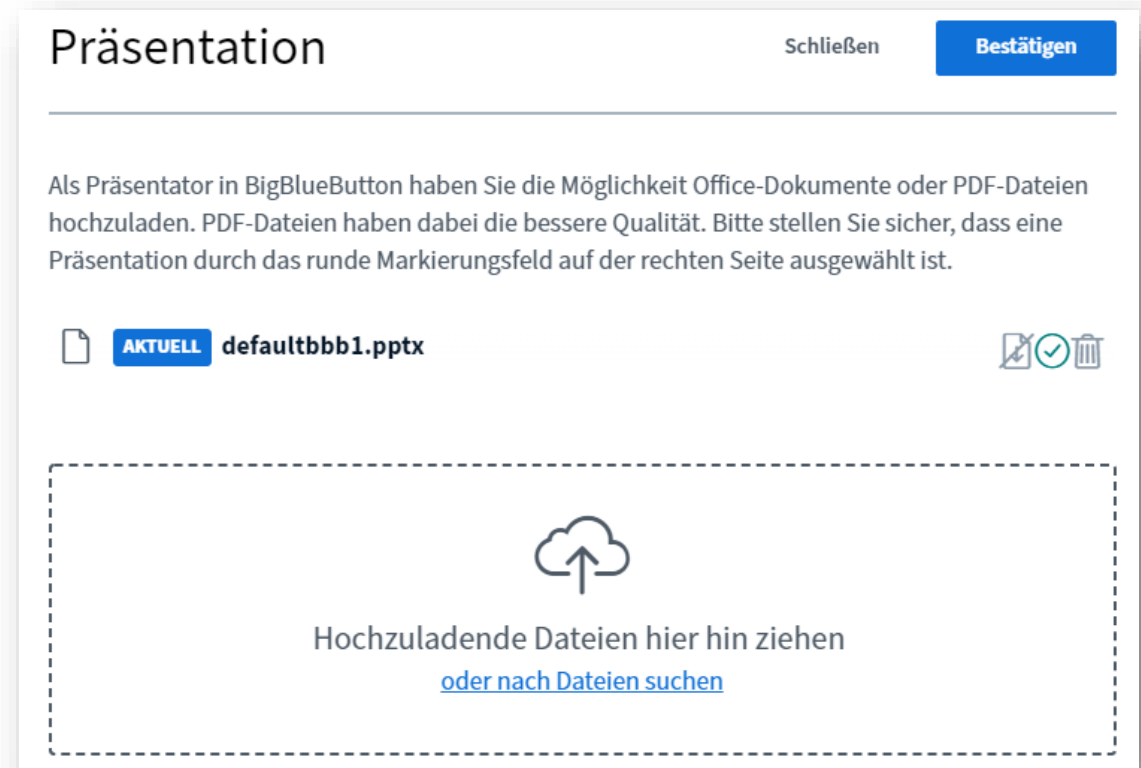 Präsentation
Schließen
Bestätigen
Als Präsentator in BigBlueButton haben Sie die Möglichkeit Office-Dokumente oder PDF-Dateien
hochzuladen. PDF-Dateien haben dabei die bessere Qualität. Bitte stellen Sie sicher, dass eine
Präsentation durch das runde Markierungsfeld auf der rechten Seite ausgewählt ist.
AKTUELL defaultbbb1.pptx
Hochzuladende Dateien hier hin ziehen
oder nach Dateien suchen